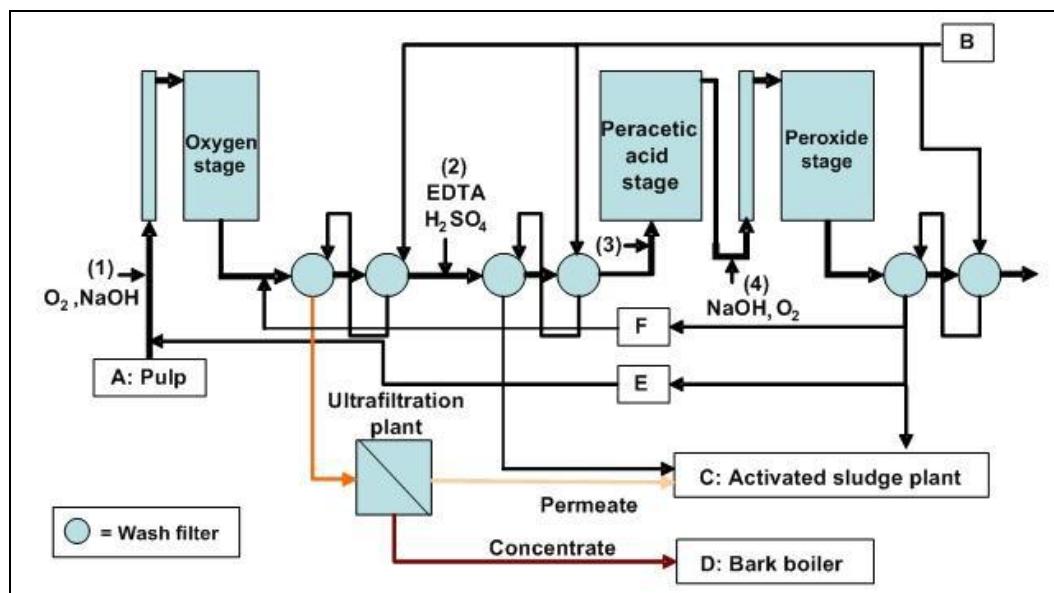 B
Oxygen
stage
Peracetic
acid
stage
Peroxide
stage
(2)
EDTA
H₂SO₄
(1)
O₂ ,NaOH
(3)
(4)
NaOH, O₂
F
E
A: Pulp
Ultrafiltration
plant
C: Activated sludge plant
Permeate
= Wash filter
Concentrate
D: Bark boiler